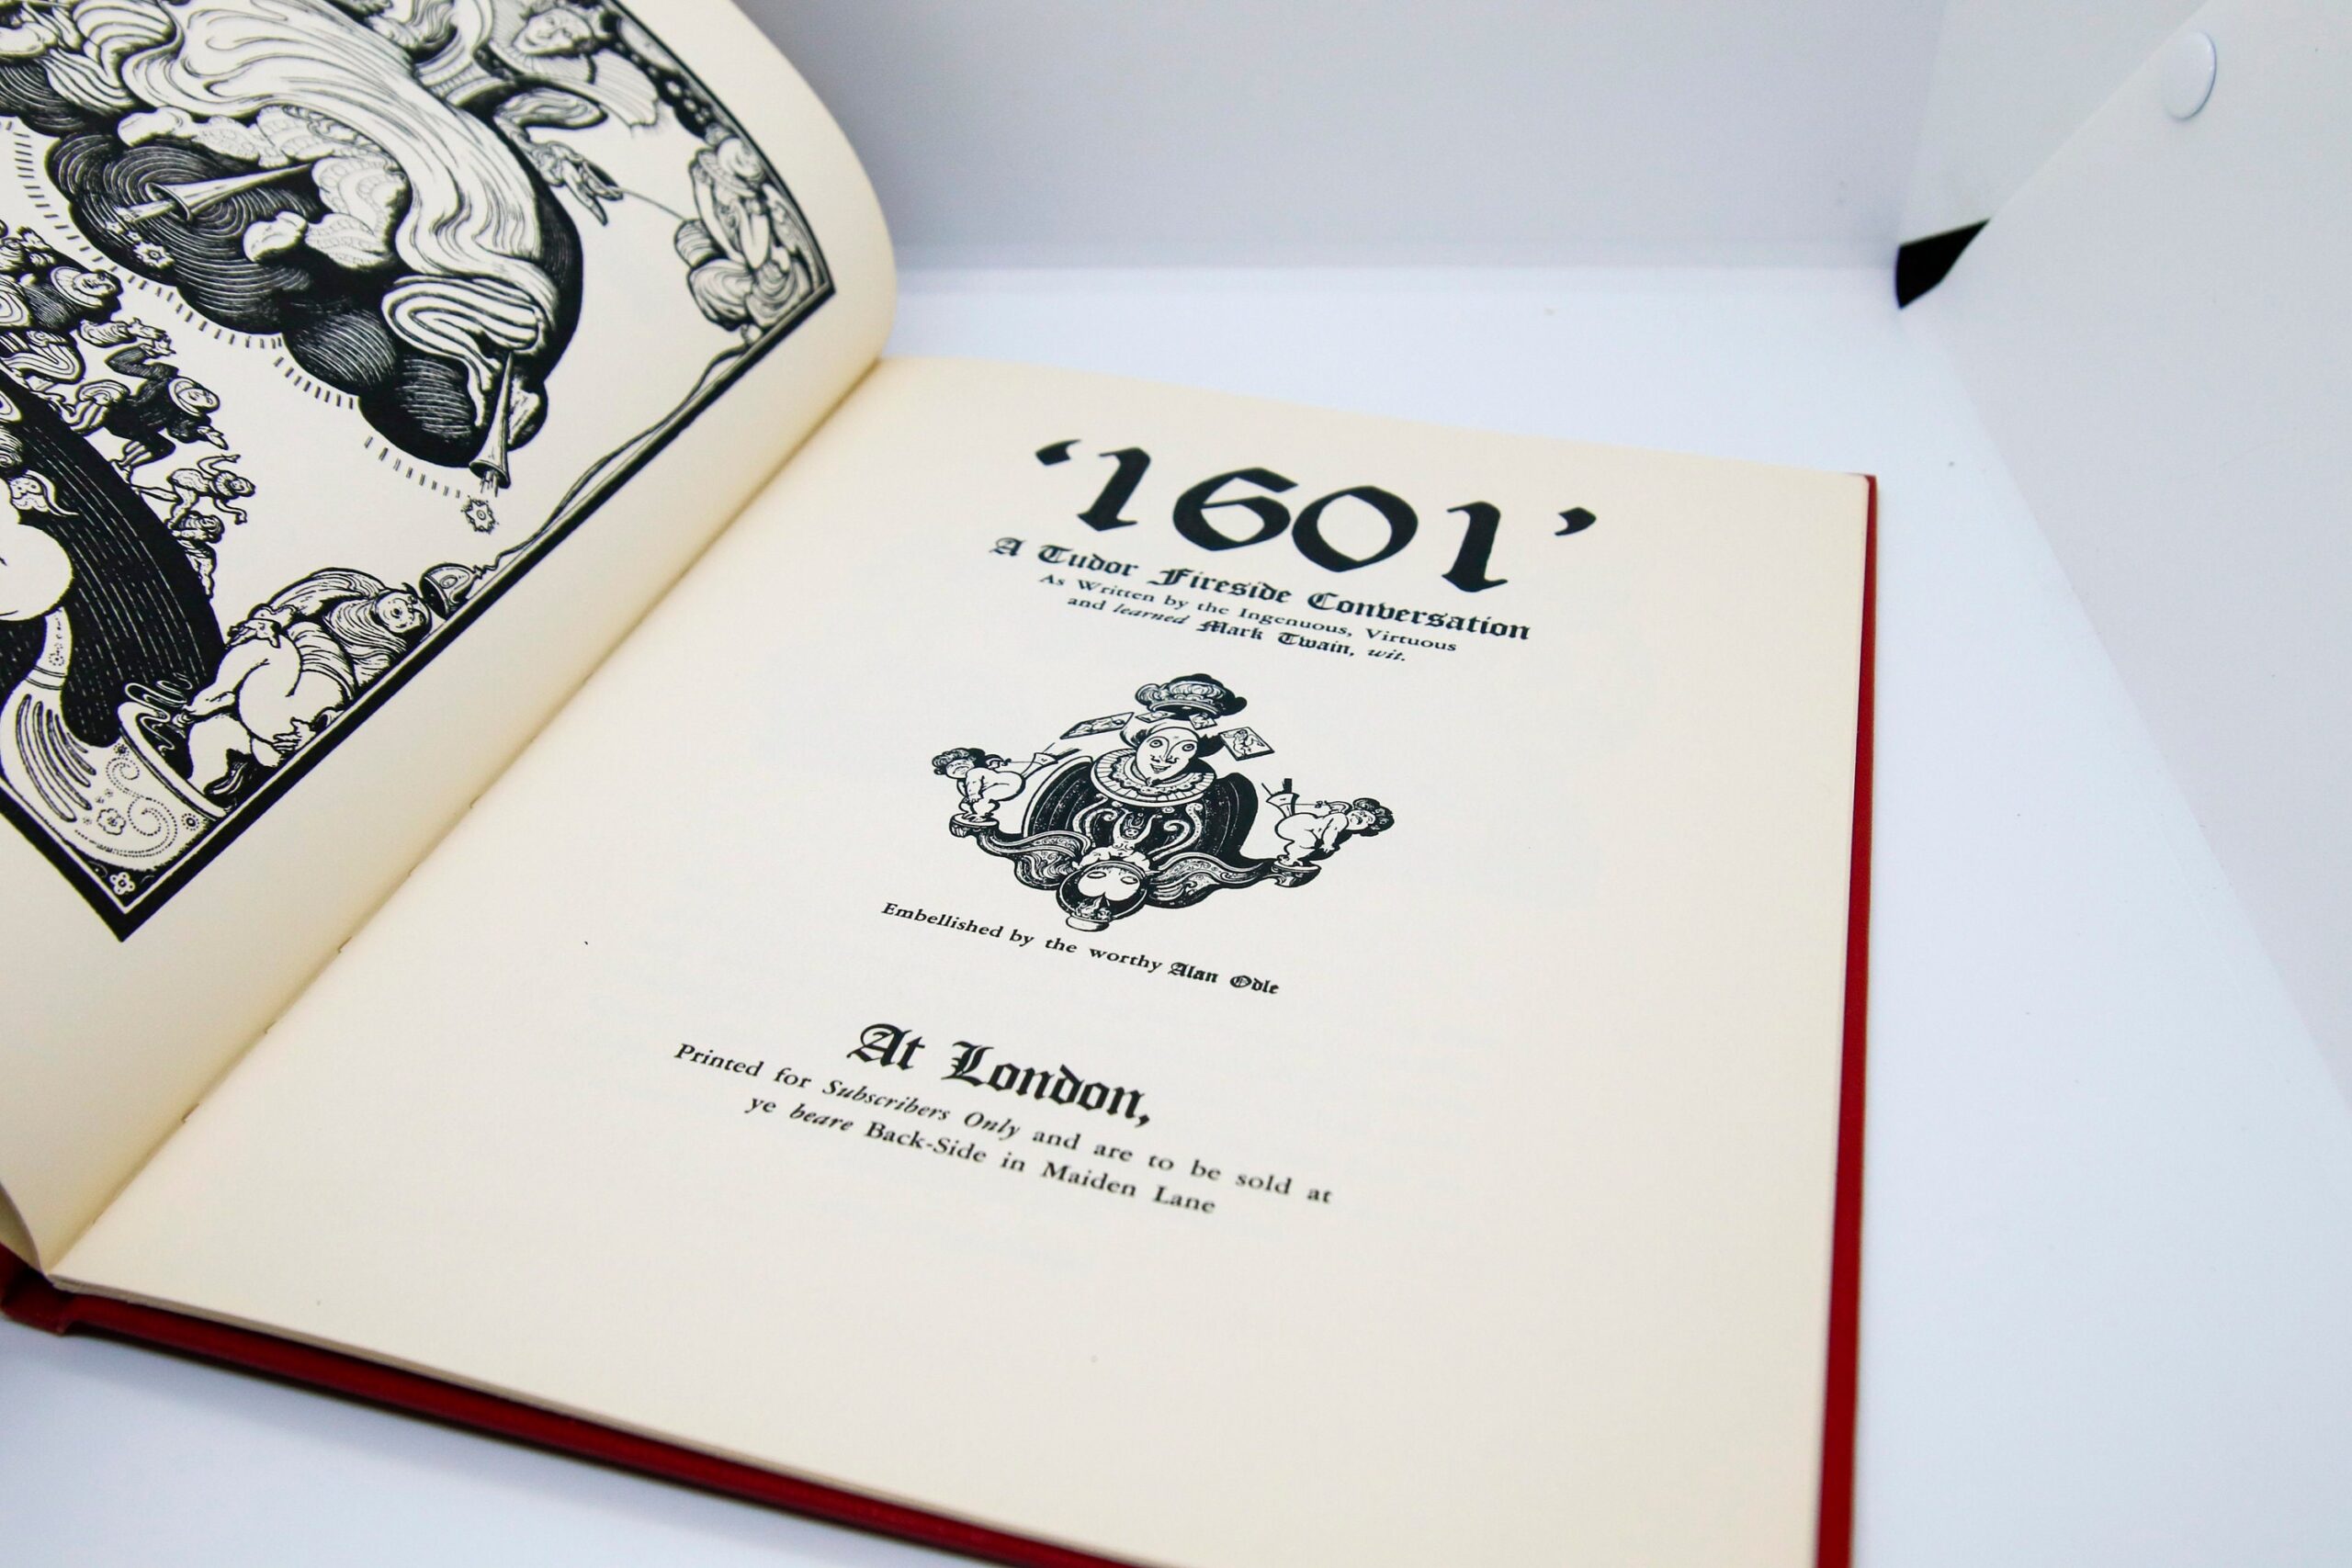 ‘1601’
A Tudor Fireside Conversation
As Written by the Ingenuous, Virtuous
and learned Mark Twain, wit.
Embellished by the worthy Alan Odle
At London,
Printed for Subscribers Only and are to be sold at
ye beare Back-Side in Maiden Lane